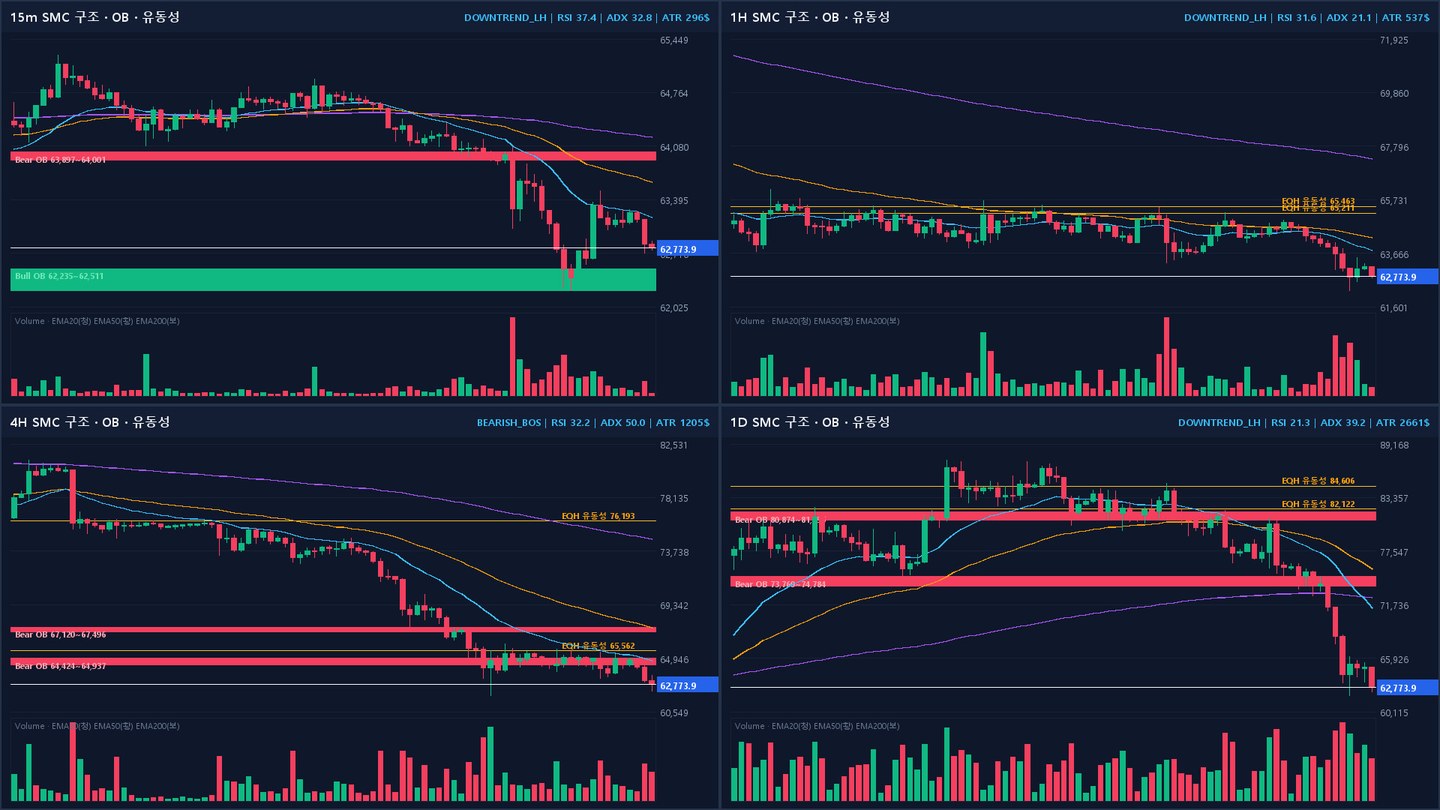 15m SMC 구조 · OB · 유동성
DOWNTREND_LH | RSI 37.4 | ADX 32.8 | ATR 296$
65,449
64,764
64,080
Bear OB 63,897~64,001
63,395
62,773.9
Bull OB 62,235~62,511
62,025
Volume · EMA20(청) EMA50(황) EMA200(보)
1H SMC 구조 · OB · 유동성
DOWNTREND_LH | RSI 31.6 | ADX 21.1 | ATR 537$
71,925
69,860
67,796
EQH 유동성 65,463
65,731
EQH 유동성 65,211
63,666
62,773.9
61,601
Volume · EMA20(청) EMA50(황) EMA200(보)
4H SMC 구조 · OB · 유동성
BEARISH_BOS | RSI 32.2 | ADX 50.0 | ATR 1205$
82,531
78,135
EQH 유동성 76,193
73,738
69,342
Bear OB 67,120~67,496
EQH 유동성 65,562
64,946
Bear OB 64,424~64,937
62,773.9
60,549
Volume · EMA20(청) EMA50(황) EMA200(보)
1D SMC 구조 · OB · 유동성
DOWNTREND_LH | RSI 21.3 | ADX 39.2 | ATR 2661$
89,168
EQH 유동성 84,606
83,357
EQH 유동성 82,122
Bear OB 80,874~81,
77,547
Bear OB 73,760~74,784
71,736
65,926
62,773.9
60,115
Volume · EMA20(청) EMA50(황) EMA200(보)